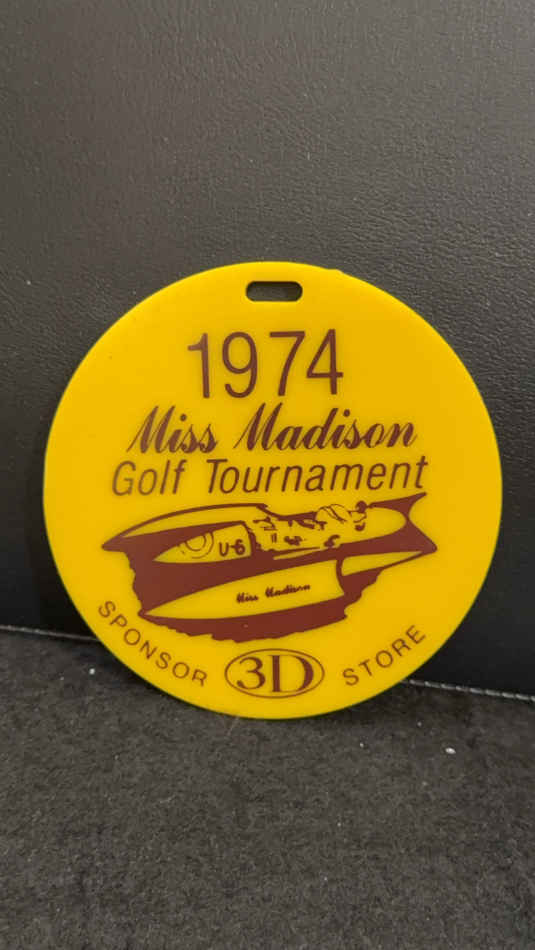 1974
Miss Madison
Golf Tournament
U-6
Miss Madison
SPONSOR 3D STORE